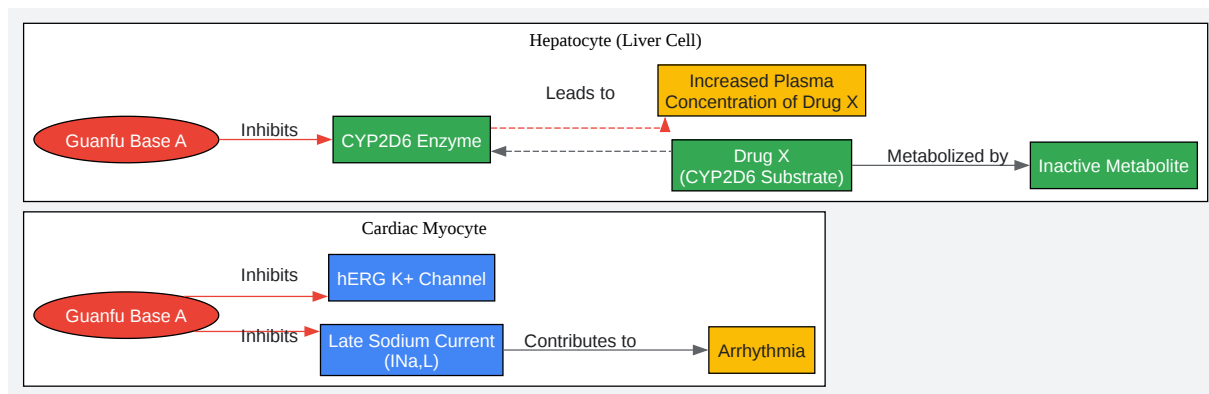 Hepatocyte (Liver Cell)
Guanfu Base A
Inhibits
CYP2D6 Enzyme
Leads to
Increased Plasma
Concentration of Drug X
Drug X
(CYP2D6 Substrate)
Metabolized by
Inactive Metabolite
Cardiac Myocyte
Guanfu Base A
Inhibits
hERG K+ Channel
Inhibits
Late Sodium Current
(INa,L)
Contributes to
Arrhythmia